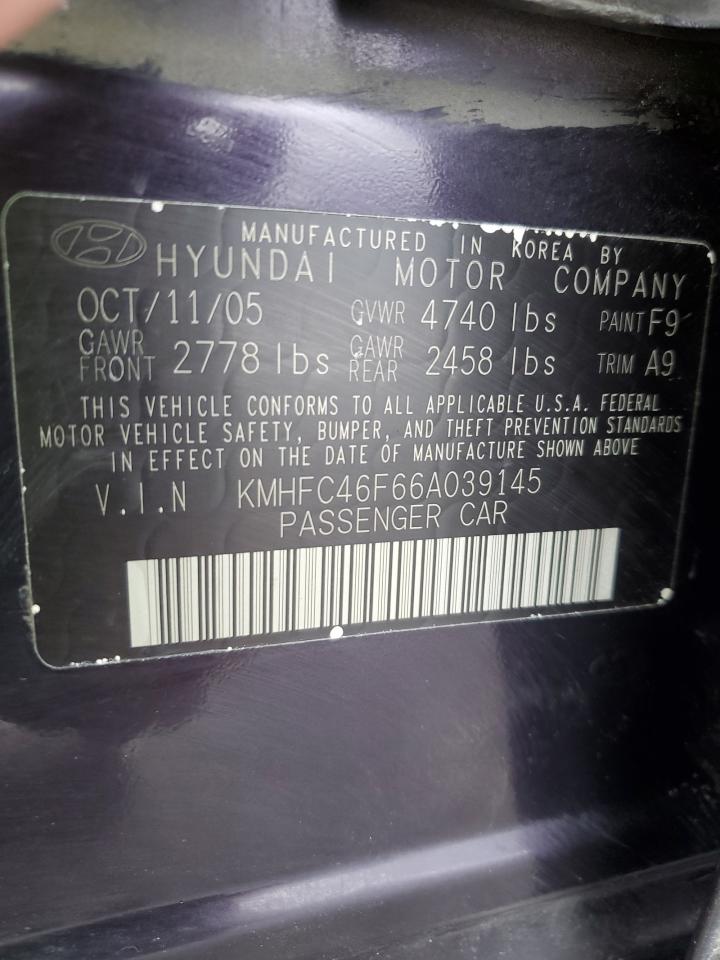 MANUFACTURED IN KOREA BY
HYUNDAI MOTOR COMPANY
OCT/11/05 GVWR 4740 lbs PAINT F9
GAWR FRONT 2778 lbs GAWR REAR 2458 lbs TRIM A9
THIS VEHICLE CONFORMS TO ALL APPLICABLE U.S.A. FEDERAL
MOTOR VEHICLE SAFETY, BUMPER, AND THEFT PREVENTION STANDARDS
IN EFFECT ON THE DATE OF MANUFACTURE SHOWN ABOVE
V.I.N KMHFC46F66A039145
PASSENGER CAR